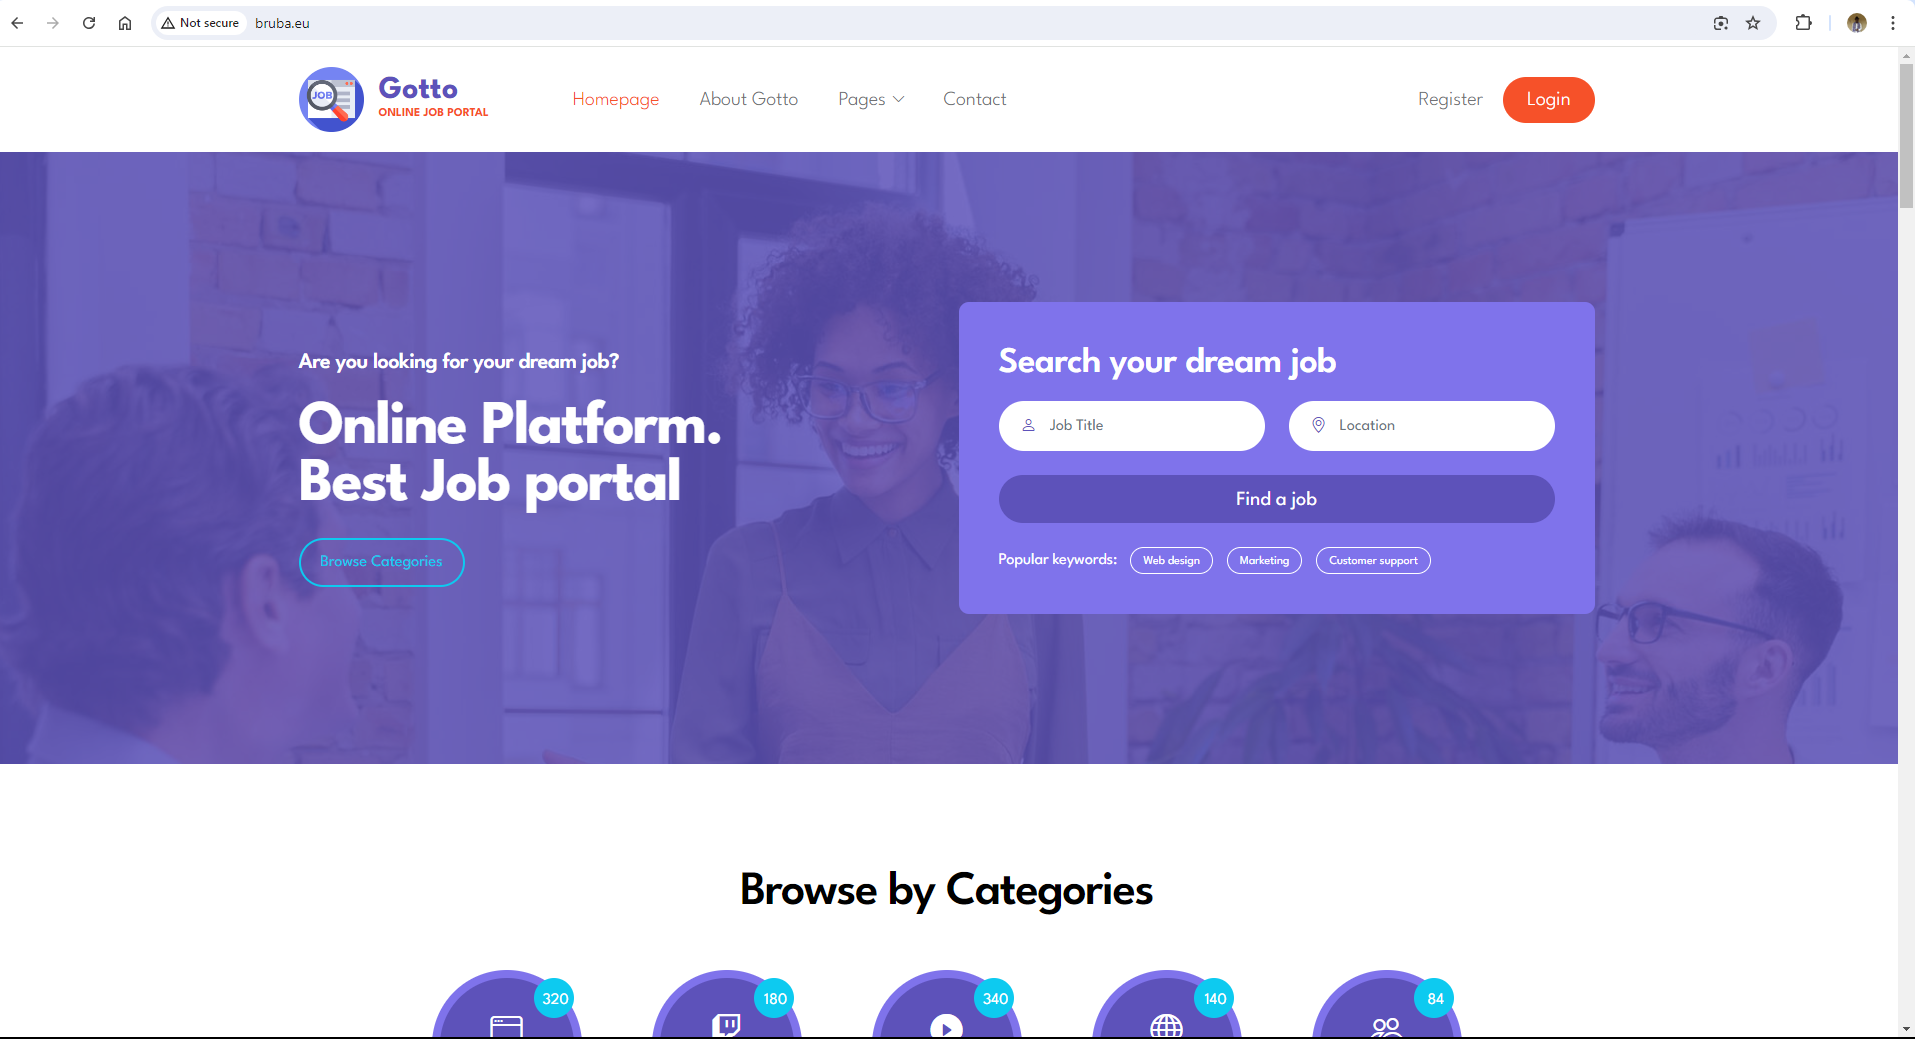 Not secure
bruba.eu
JOB
Gotto
ONLINE JOB PORTAL
Homepage
About Gotto
Pages
Contact
Register
Login
Are you looking for your dream job?
Online Platform.
Best Job portal
Browse Categories
Search your dream job
Job Title
Location
Find a job
Popular keywords:
Web design
Marketing
Customer support
Browse by Categories
320
180
340
140
84